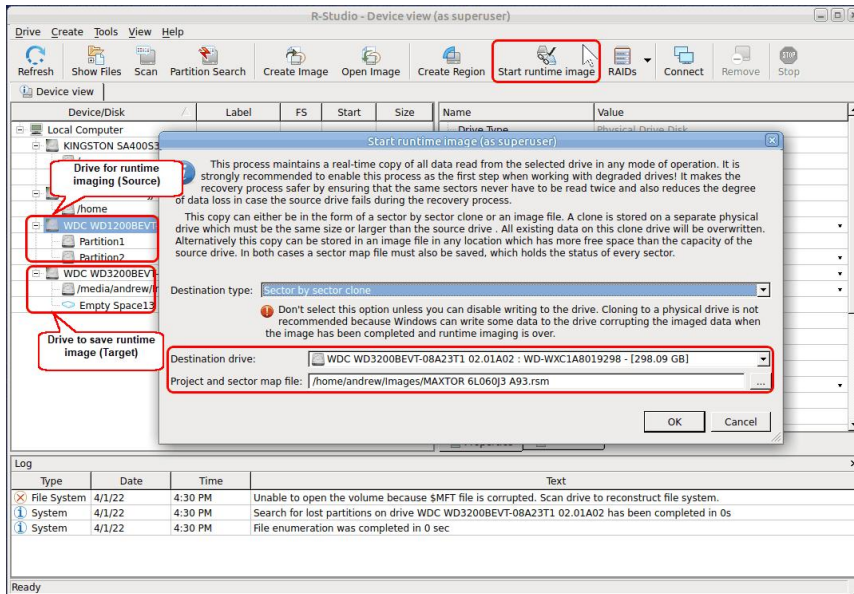 R-Studio - Device view (as superuser)
Drive Create Tools View Help
Refresh Show Files Scan Partition Search Create Image Open Image Create Region Start runtime image RAIDs Connect Remove Stop
Device view
Device/Disk Label FS Start Size Name Value
Local Computer
Drive Type Physical Drive Disk
KINGSTON SA400S3
Drive for runtime
imaging (Source)
/home
WDC WD1200BEVT
Partition1
Partition2
WDC WD3200BEVT-
/media/andrew/
Empty Space13
Drive to save runtime
image (Target)
Start runtime image (as superuser)
This process maintains a real-time copy of all data read from the selected drive in any mode of operation. It is
strongly recommended to enable this process as the first step when working with degraded drives! It makes the
recovery process safer by ensuring that the same sectors never have to be read twice and also reduces the degree
of data loss in case the source drive fails during the recovery process.
This copy can either be in the form of a sector by sector clone or an image file. A clone is stored on a separate physical
drive which must be the same size or larger than the source drive . All existing data on this clone drive will be overwritten.
Alternatively this copy can be stored in an image file in any location which has more free space than the capacity of the
source drive. In both cases a sector map file must also be saved, which holds the status of every sector.
Destination type: Sector by sector clone
Don't select this option unless you can disable writing to the drive. Cloning to a physical drive is not
recommended because Windows can write some data to the drive corrupting the imaged data when
the image has been completed and runtime imaging is over.
Destination drive: WDC WD3200BEVT-08A23T1 02.01A02 : WD-WXC1A8019298 - [298.09 GB]
Project and sector map file: /home/andrew/Images/MAXTOR 6L060J3 A93.rsm ...
OK Cancel
Log
Type Date Time Text
File System 4/1/22 4:30 PM Unable to open the volume because $MFT file is corrupted. Scan drive to reconstruct file system.
System 4/1/22 4:30 PM Search for lost partitions on drive WDC WD3200BEVT-08A23T1 02.01A02 has been completed in 0s
System 4/1/22 4:30 PM File enumeration was completed in 0 sec
Ready